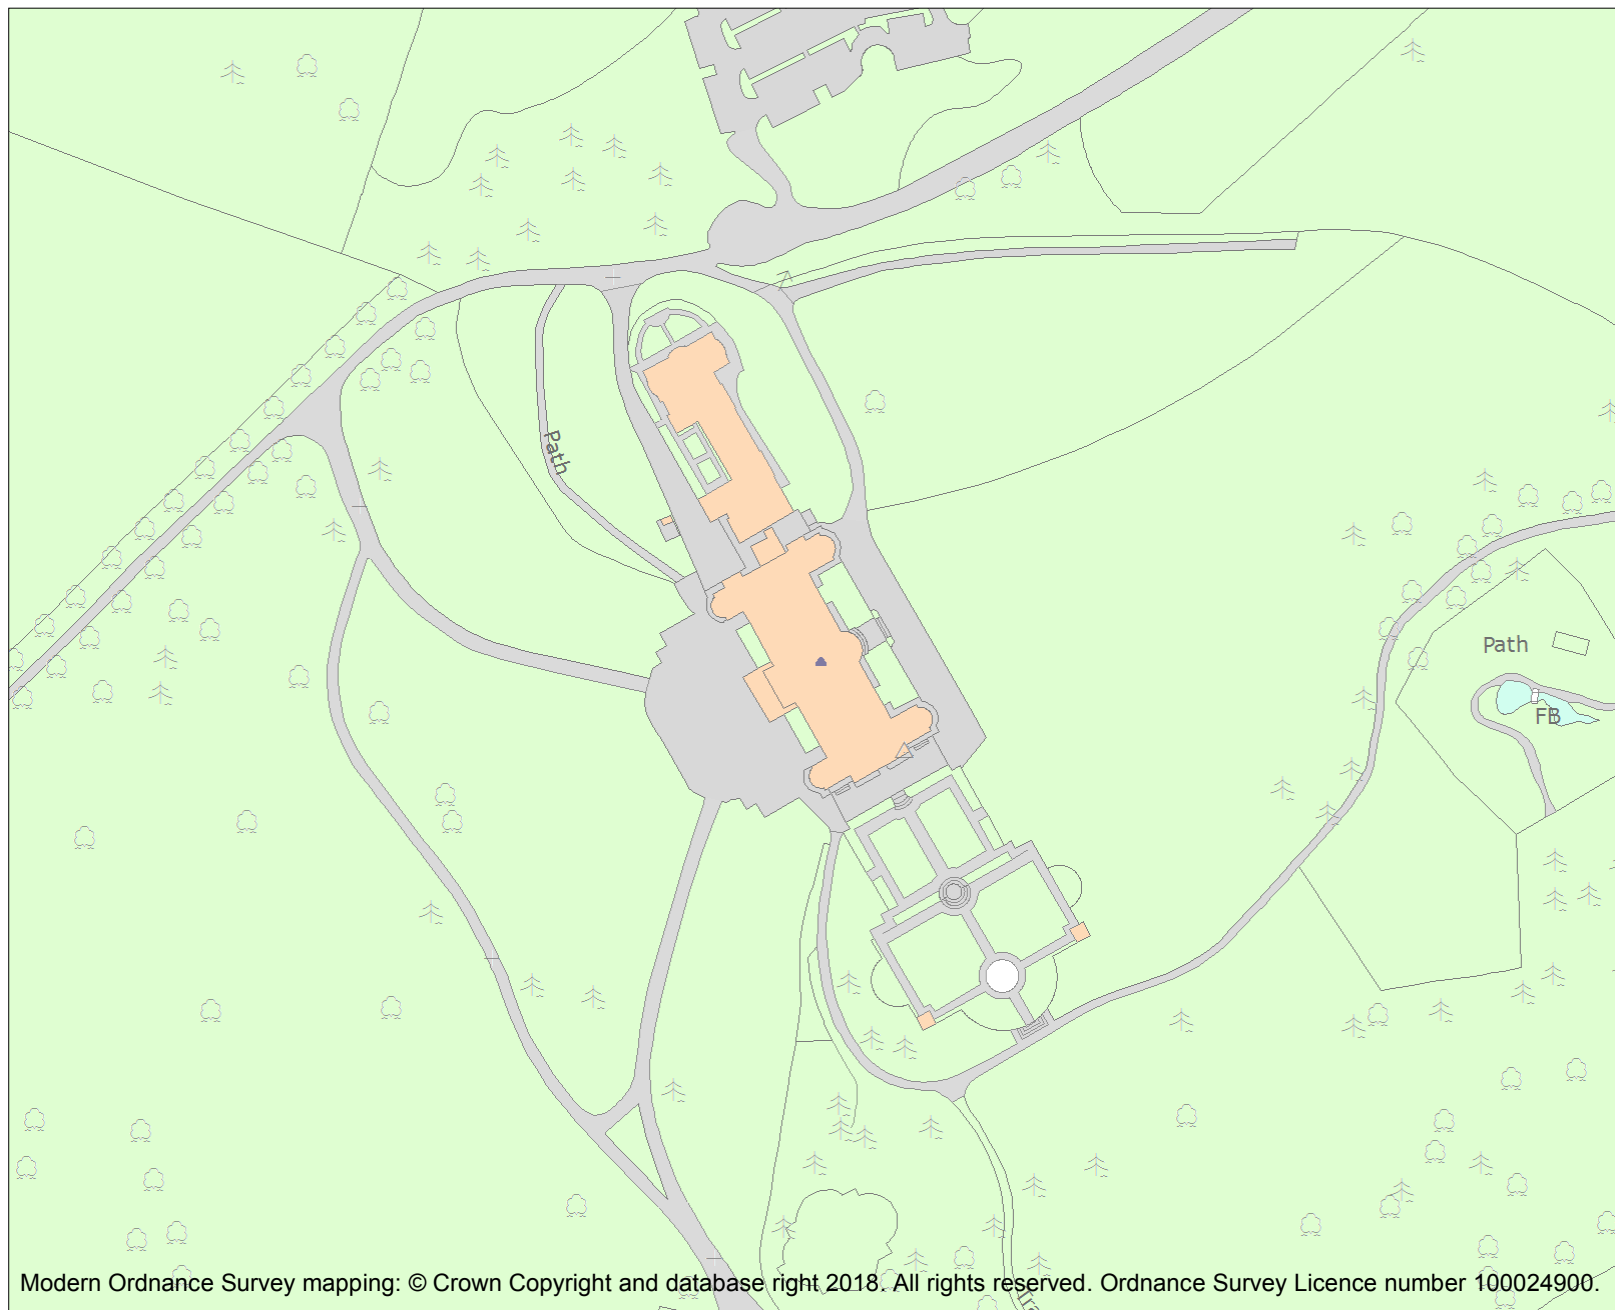 Path
Path
FB
Modern Ordnance Survey mapping: © Crown Copyright and database right 2018. All rights reserved. Ordnance Survey Licence number 100024900.